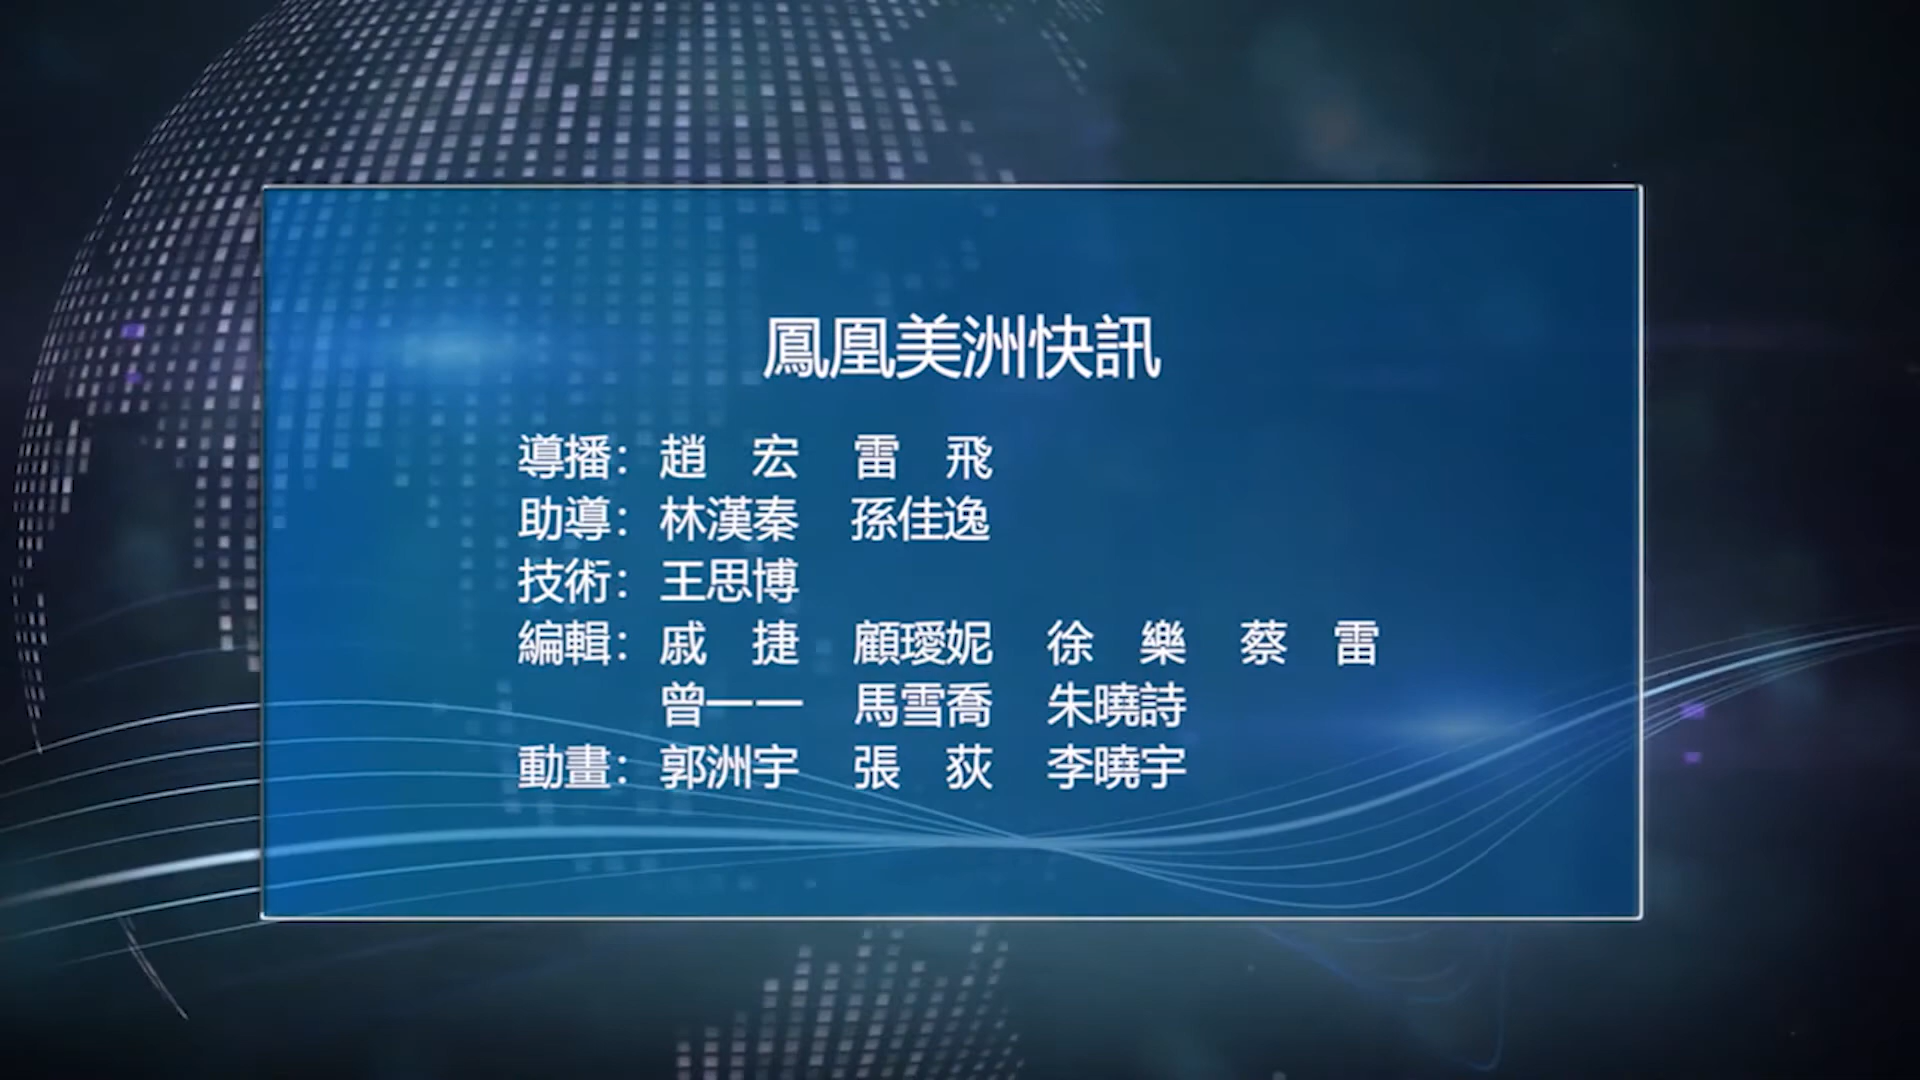 鳳凰美洲快訊
導播：趙　宏　雷　飛
助導：林漢秦　孫佳逸
技術：王思博
編輯：戚　捷　顧璦妮　徐　樂　蔡　雷
曾一一　馬雪喬　朱曉詩
動畫：郭洲宇　張　荻　李曉宇